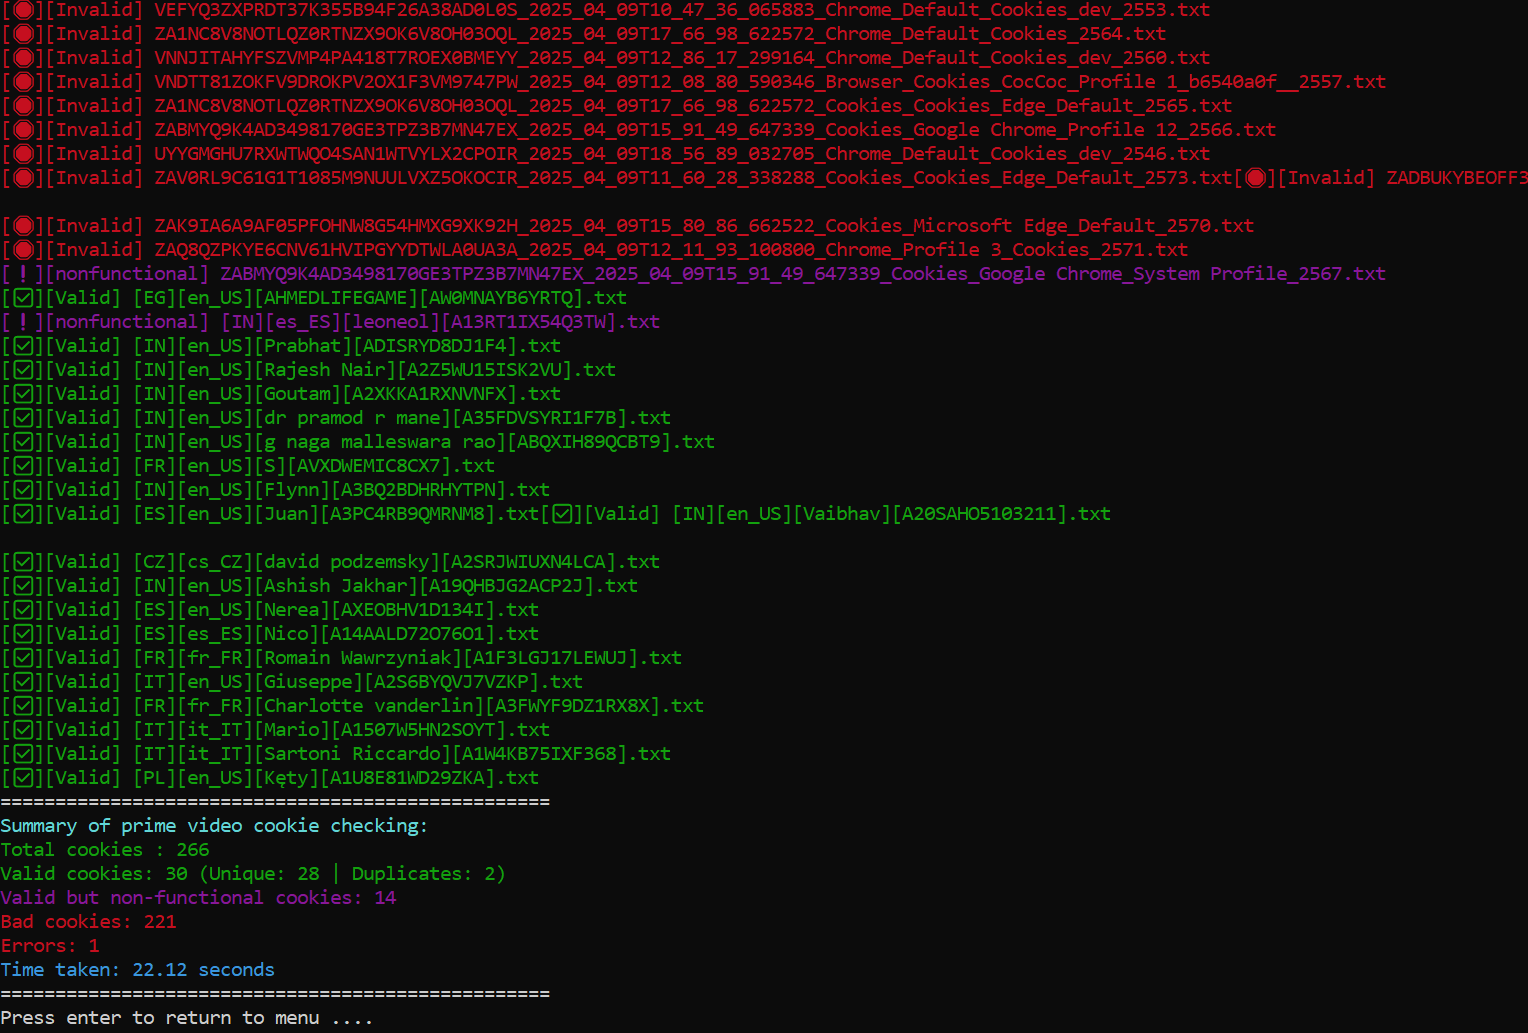 [🛑][Invalid] VEFYQ3ZXPRDT37K355B94F26A38AD0L0S_2025_04_09T10_47_36_065883_Chrome_Default_Cookies_dev_2553.txt
[🛑][Invalid] ZA1NC8V8NOTLQZ0RTNZX9OK6V8OH03OQL_2025_04_09T17_66_98_622572_Chrome_Default_Cookies_2564.txt
[🛑][Invalid] VNNJITAHYFSZVMP4PA418T7ROEX0BMEYY_2025_04_09T12_86_17_299164_Chrome_Default_Cookies_dev_2560.txt
[🛑][Invalid] VNDTT81ZOKFV9DROKPV2OX1F3VM9747PW_2025_04_09T12_08_80_590346_Browser_Cookies_CocCoc_Profile 1_b6540a0f__2557.txt
[🛑][Invalid] ZA1NC8V8NOTLQZ0RTNZX9OK6V8OH03OQL_2025_04_09T17_66_98_622572_Cookies_Cookies_Edge_Default_2565.txt
[🛑][Invalid] ZABMYQ9K4AD3498170GE3TPZ3B7MN47EX_2025_04_09T15_91_49_647339_Cookies_Google Chrome_Profile 12_2566.txt
[🛑][Invalid] UYYGMGHU7RXWTWQO4SAN1WTVYLX2CPOIR_2025_04_09T18_56_89_032705_Chrome_Default_Cookies_dev_2546.txt
[🛑][Invalid] ZAV0RL9C61G1T1085M9NUULVXZ5OKOCIR_2025_04_09T11_60_28_338288_Cookies_Cookies_Edge_Default_2573.txt[🛑][Invalid] ZADBUKYBEOFF3
[🛑][Invalid] ZAK9IA6A9AF05PFOHNW8G54HMXG9XK92H_2025_04_09T15_80_86_662522_Cookies_Microsoft Edge_Default_2570.txt
[🛑][Invalid] ZAQ8QZPKYE6CNV61HVIPGYYDTWLA0UA3A_2025_04_09T12_11_93_100800_Chrome_Profile 3_Cookies_2571.txt
[❗][nonfunctional] ZABMYQ9K4AD3498170GE3TPZ3B7MN47EX_2025_04_09T15_91_49_647339_Cookies_Google Chrome_System Profile_2567.txt
[✅][Valid] [EG][en_US][AHMEDLIFEGAME][AW0MNAYB6YRTQ].txt
[❗][nonfunctional] [IN][es_ES][leoneol][A13RT1IX54Q3TW].txt
[✅][Valid] [IN][en_US][Prabhat][ADISRYD8DJ1F4].txt
[✅][Valid] [IN][en_US][Rajesh Nair][A2Z5WU15ISK2VU].txt
[✅][Valid] [IN][en_US][Goutam][A2XKKA1RXNVNFX].txt
[✅][Valid] [IN][en_US][dr pramod r mane][A35FDVSYRI1F7B].txt
[✅][Valid] [IN][en_US][g naga malleswara rao][ABQXIH89QCBT9].txt
[✅][Valid] [FR][en_US][S][AVXDWEMIC8CX7].txt
[✅][Valid] [IN][en_US][Flynn][A3BQ2BDHRHYTPN].txt
[✅][Valid] [ES][en_US][Juan][A3PC4RB9QMRNM8].txt[✅][Valid] [IN][en_US][Vaibhav][A20SAHO5103211].txt
[✅][Valid] [CZ][cs_CZ][david podzemsky][A2SRJWIUXN4LCA].txt
[✅][Valid] [IN][en_US][Ashish Jakhar][A19QHBJG2ACP2J].txt
[✅][Valid] [ES][en_US][Nerea][AXEOBHV1D134I].txt
[✅][Valid] [ES][es_ES][Nico][A14AALD72O76O1].txt
[✅][Valid] [FR][fr_FR][Romain Wawrzyniak][A1F3LGJ17LEWUJ].txt
[✅][Valid] [IT][en_US][Giuseppe][A2S6BYQVJ7VZKP].txt
[✅][Valid] [FR][fr_FR][Charlotte vanderlin][A3FWYF9DZ1RX8X].txt
[✅][Valid] [IT][it_IT][Mario][A1507W5HN2SOYT].txt
[✅][Valid] [IT][it_IT][Sartoni Riccardo][A1W4KB75IXF368].txt
[✅][Valid] [PL][en_US][Kęty][A1U8E81WD29ZKA].txt
==================================================
Summary of prime video cookie checking:
Total cookies : 266
Valid cookies: 30 (Unique: 28 | Duplicates: 2)
Valid but non-functional cookies: 14
Bad cookies: 221
Errors: 1
Time taken: 22.12 seconds
==================================================
Press enter to return to menu ....